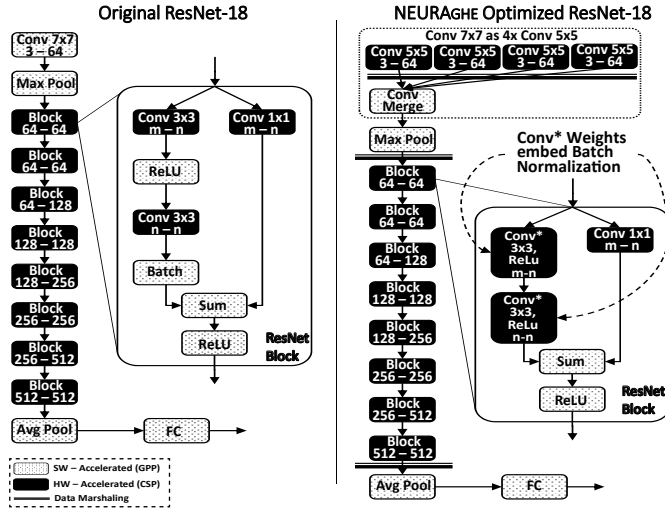 Original ResNet-18
Conv 7x7
3 – 64
Max Pool
Block
64 – 64
Block
64 – 64
Block
64 – 128
Block
128 – 128
Block
128 – 256
Block
256 – 256
Block
256 – 512
Block
512 – 512
Avg Pool
FC
Conv 3x3
m – n
Conv 1x1
m – n
ReLU
Conv 3x3
n – n
Batch
Sum
ReLU
ResNet
Block
SW – Accelerated (GPP)
HW – Accelerated (CSP)
Data Marshaling
NEURAGHE Optimized ResNet-18
Conv 7x7 as 4x Conv 5x5
Conv 5x5
3 – 64
Conv 5x5
3 – 64
Conv 5x5
3 – 64
Conv 5x5
3 – 64
Conv
Merge
Max Pool
Block
64 – 64
Block
64 – 64
Block
64 – 128
Block
128 – 128
Block
128 – 256
Block
256 – 256
Block
256 – 512
Block
512 – 512
Avg Pool
FC
Conv* Weights
embed Batch
Normalization
Conv*
3x3,
ReLu
m-n
Conv 1x1
m – n
Conv*
3x3,
ReLu
n-n
Sum
ReLU
ResNet
Block